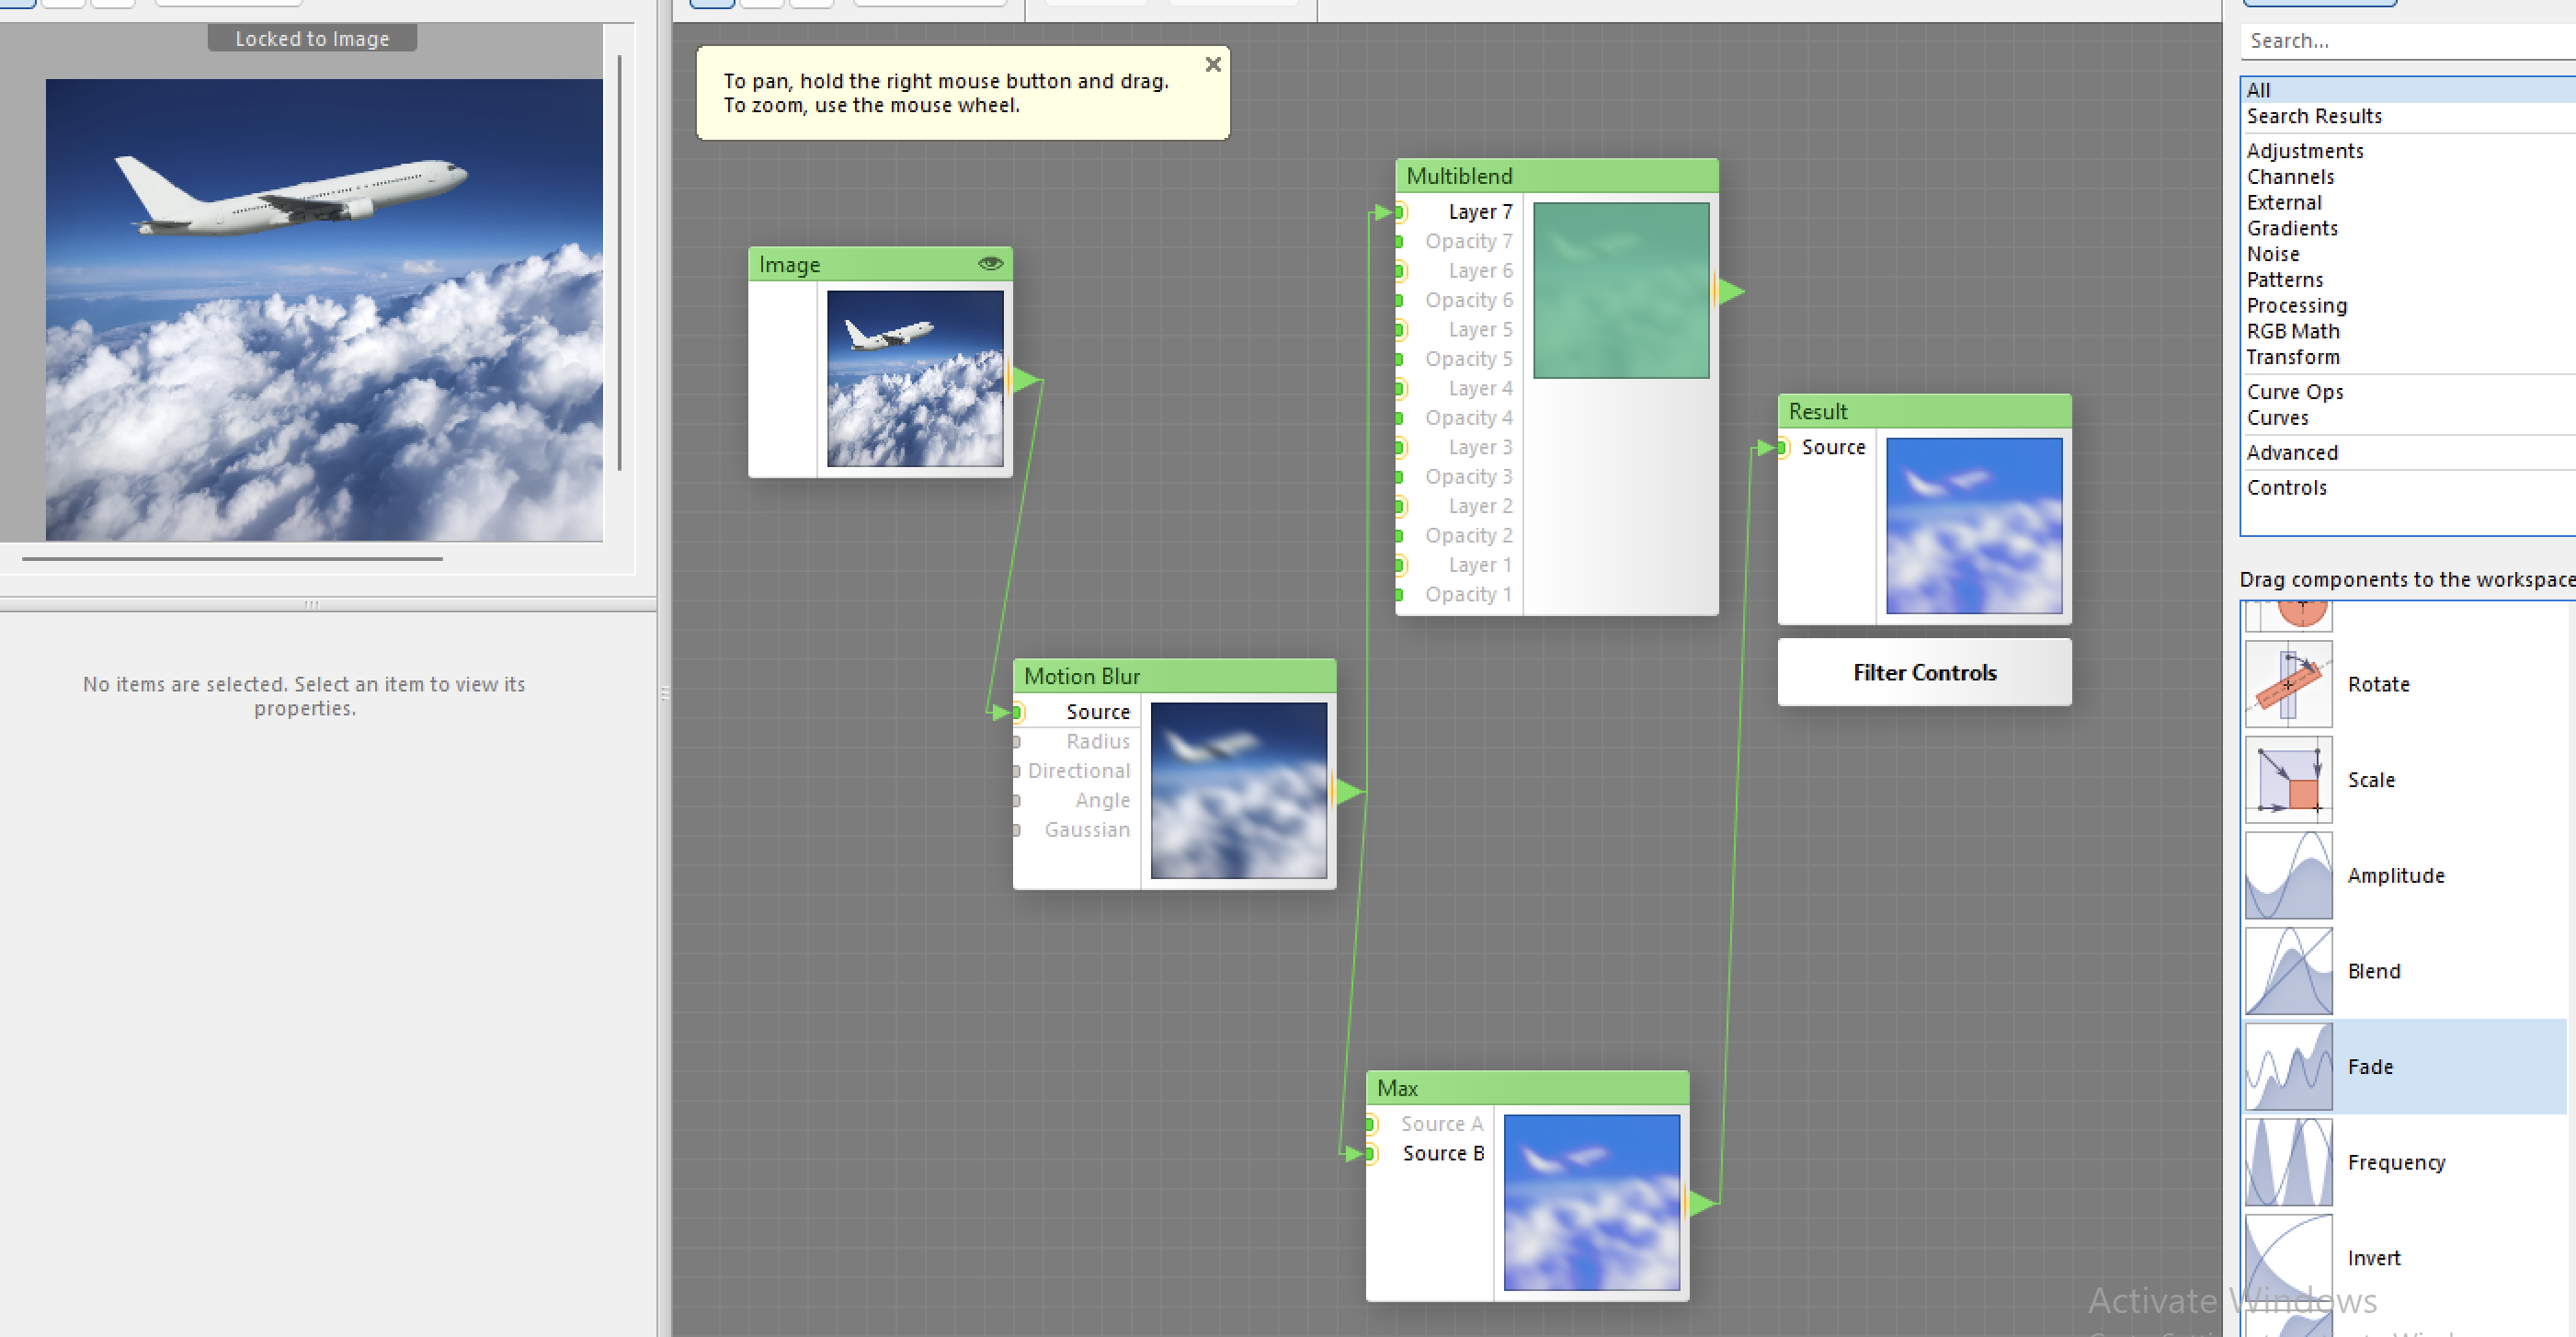 Locked to Image
No items are selected. Select an item to view its
properties.
To pan, hold the right mouse button and drag.
To zoom, use the mouse wheel.
Image
Motion Blur
Source
Radius
Directional
Angle
Gaussian
Multiblend
Layer 7
Opacity 7
Layer 6
Opacity 6
Layer 5
Opacity 5
Layer 4
Opacity 4
Layer 3
Opacity 3
Layer 2
Opacity 2
Layer 1
Opacity 1
Max
Source A
Source B
Result
Source
Filter Controls
Search...
All
Search Results
Adjustments
Channels
External
Gradients
Noise
Patterns
Processing
RGB Math
Transform
Curve Ops
Curves
Advanced
Controls
Drag components to the workspace
Rotate
Scale
Amplitude
Blend
Fade
Frequency
Invert
Activate Windows